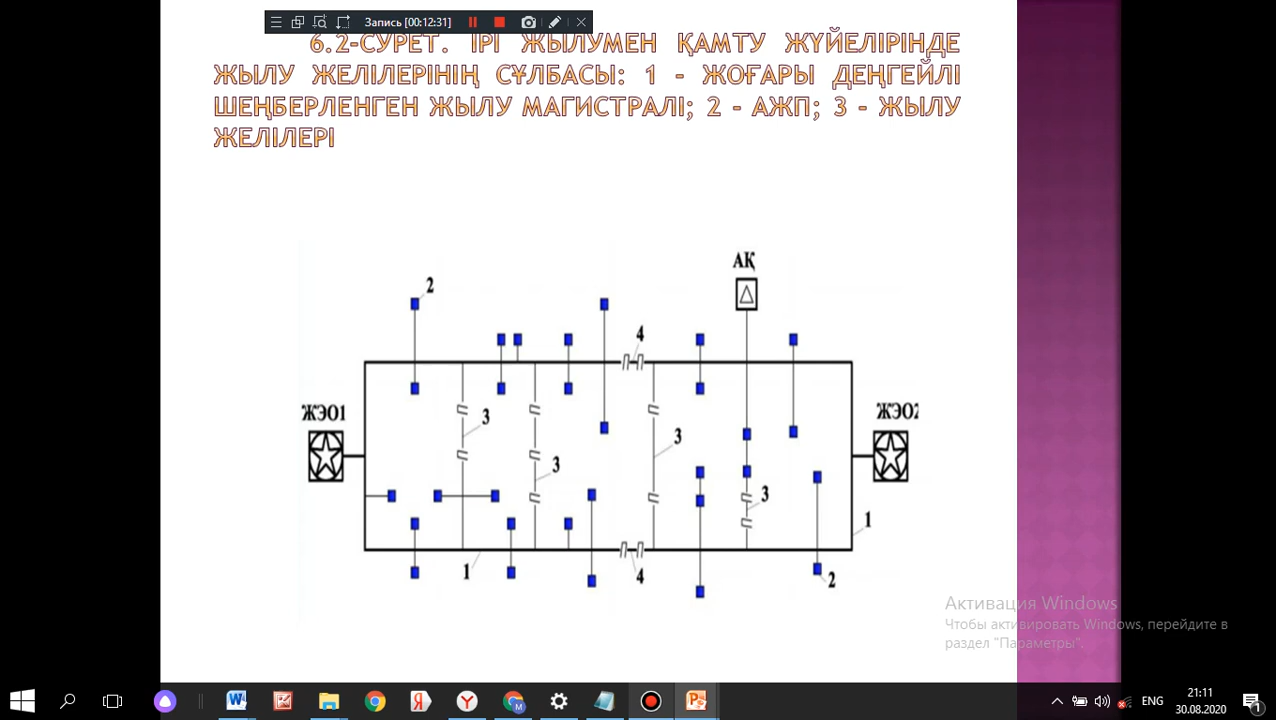 Запись [00:12:31]
6.2-СУРЕТ. ІРІ ЖЫЛУМЕН ҚАМТУ ЖҮЙЕЛІРІНДЕ
ЖЫЛУ ЖЕЛІЛЕРІНІҢ СҰЛБАСЫ: 1 - ЖОҒАРЫ ДЕҢГЕЙЛІ
ШЕҢБЕРЛЕНГЕН ЖЫЛУ МАГИСТРАЛІ; 2 - АЖП; 3 - ЖЫЛУ
ЖЕЛІЛЕРІ
АҚ
2
4
ЖЭО1
ЖЭО2
3
3
3
3
1
1
4
2
Активация Windows
Чтобы активировать Windows, перейдите в
раздел "Параметры".
ENG
21:11
30.08.2020
1